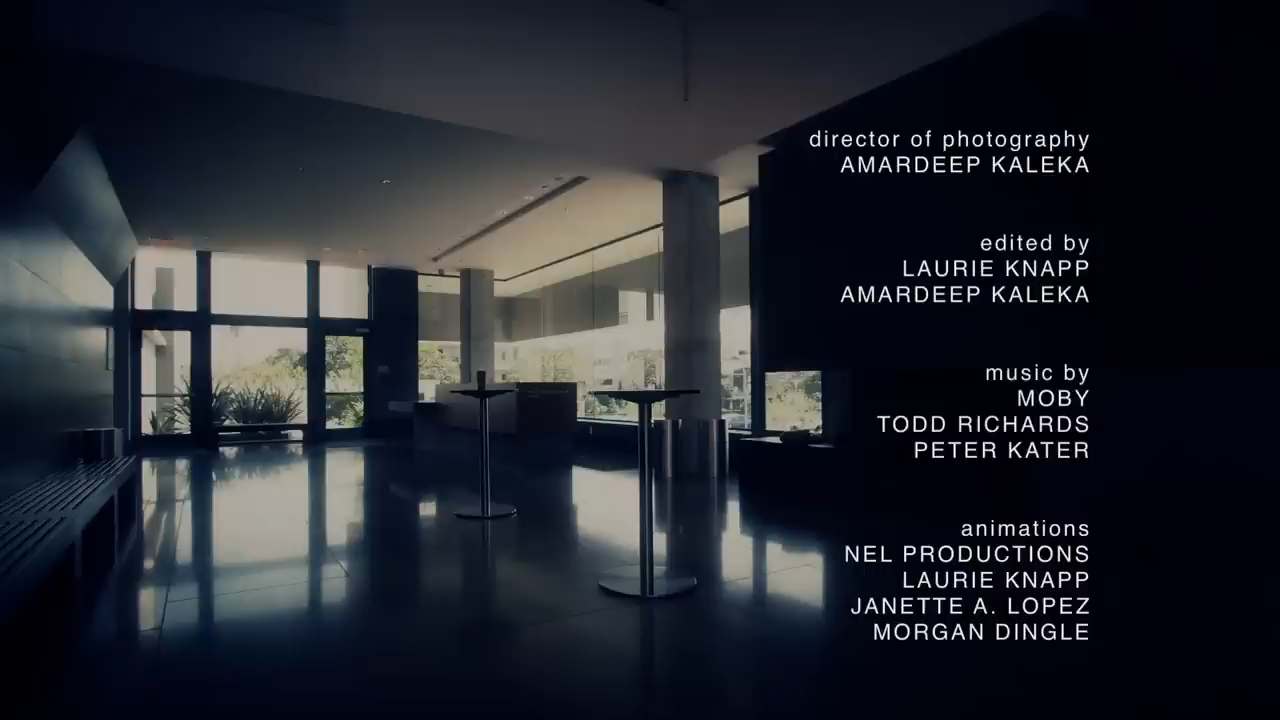 director of photography
AMARDEEP KALEKA
edited by
LAURIE KNAPP
AMARDEEP KALEKA
music by
MOBY
TODD RICHARDS
PETER KATER
animations
NEL PRODUCTIONS
LAURIE KNAPP
JANETTE A. LOPEZ
MORGAN DINGLE